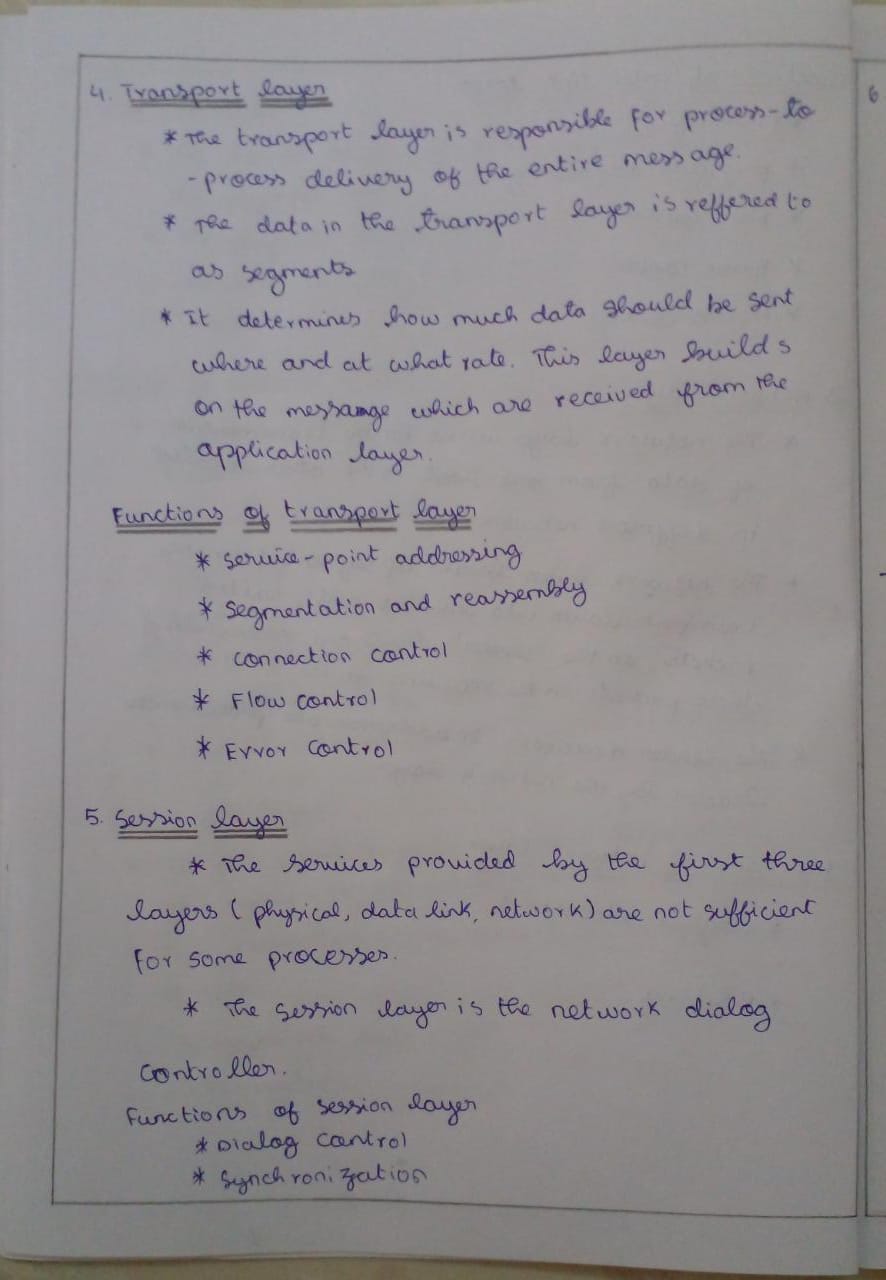 4. Transport layer
* The transport layer is responsible for process-to
-process delivery of the entire message.
* The data in the transport layer is reffered to
as segments
* It determines how much data should be sent
where and at what rate. This layer builds
on the message which are received from the
application layer.
Functions of transport layer
* Service-point addressing
* Segmentation and reassembly
* Connection control
* Flow control
* Error control
5. Session layer
* The services provided by the first three
layers (physical, data link, network) are not sufficient
for some processes.
* The session layer is the network dialog
controller.
Functions of session layer
* Dialog control
* Synchronization
6